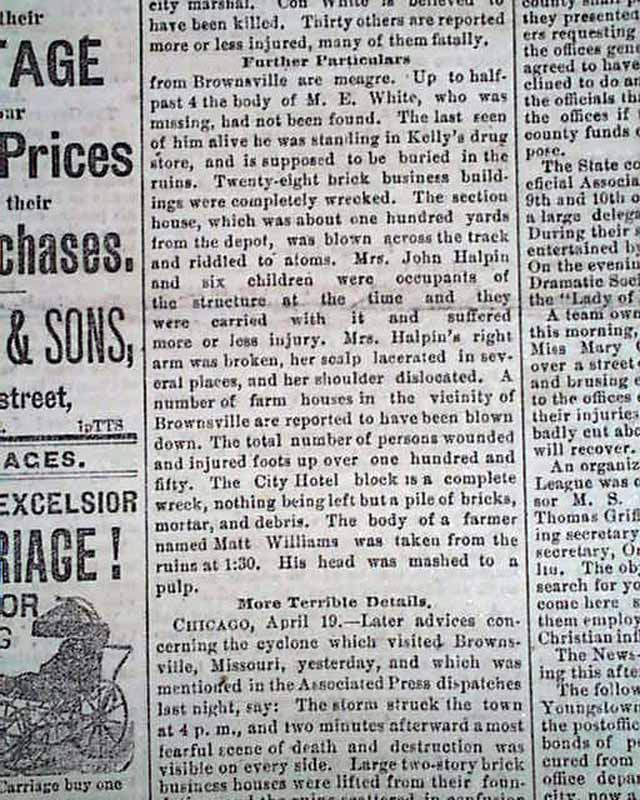 their
TAGE
Prices
their
chases.
& SONS,
street,
1pTTS
AGES.
EXCELSIOR
RIAGE!
OR
G
Carriage buy one
city marshal. Con White is believed to
have been killed. Thirty others are reported
more or less injured, many of them fatally.
Further Particulars
from Brownsville are meagre. Up to half-
past 4 the body of M. E. White, who was
missing, had not been found. The last seen
of him alive he was standing in Kelly's drug
store, and is supposed to be buried in the
ruins. Twenty-eight brick business build-
ings were completely wrecked. The section
house, which was about one hundred yards
from the depot, was blown across the track
and riddled to atoms. Mrs. John Halpin
and six children were occupants of
the structure at the time and they
were carried with it and suffered
more or less injury. Mrs. Halpin's right
arm was broken, her scalp lacerated in sev-
eral places, and her shoulder dislocated. A
number of farm houses in the vicinity of
Brownsville are reported to have been blown
down. The total number of persons wounded
and injured foots up over one hundred and
fifty. The City Hotel block is a complete
wreck, nothing being left but a pile of bricks,
mortar, and debris. The body of a farmer
named Matt Williams was taken from the
ruins at 1:30. His head was mashed to a
pulp.
More Terrible Details.
CHICAGO, April 19.—Later advices con-
cerning the cyclone which visited Browns-
ville, Missouri, yesterday, and which was
mentioned in the Associated Press dispatches
last night, say: The storm struck the town
at 4 p. m., and two minutes afterward a most
fearful scene of death and destruction was
visible on every side. Large two-story brick
business houses were lifted from their foun-
they presented
ers requesting
the offices gen
agreed to have
clined to do an
the officials th
the offices if
county funds
pose.
The State co
eficial Associa
9th and 10th o
a large delega
During their s
entertained by
On the evenin
Dramatic Soci
the "Lady of
A team own
this morning,
Miss Mary
over a street
and brusing
to the offices
their injurie
badly cut abo
will recover.
An organiz
League was o
sor M. S.
Thomas Griff
ing secretary
secretary, Or
lin. The obj
search for yo
come here
them employ
Christian infl
The News-
ing this after
The follow
Youngstown
the postoffic
bonds of p
cured from
office depa
city, now a